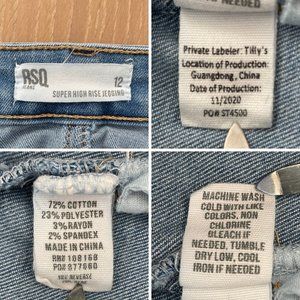 RSQ
JEANS
12
SUPER HIGH RISE JEGGING
IF NEEDED
Private Labeler: Tilly's
Location of Production:
Guangdong, China
Date of Production:
11/2020
PO# ST4500
72% COTTON
23% POLYESTER
3% RAYON
2% SPANDEX
MADE IN CHINA
RN# 108168
PO# 877660
REVERSE
MACHINE WASH
COLD WITH LIKE
COLORS, NON
CHLORINE
BLEACH IF
NEEDED, TUMBLE
DRY LOW, COOL
IRON IF NEEDED